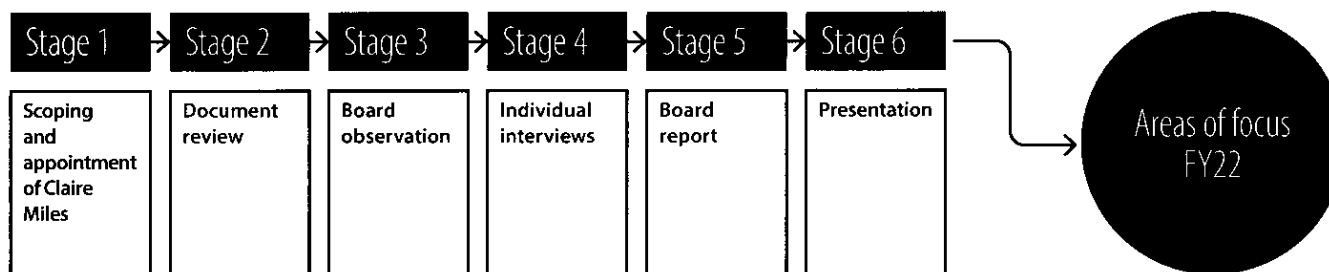 Stage 1
Stage 2
Stage 3
Stage 4
Stage 5
Stage 6
Scoping
and
appointment
of Claire
Miles
Document
review
Board
observation
Individual
interviews
Board
report
Presentation
Areas of focus
FY22